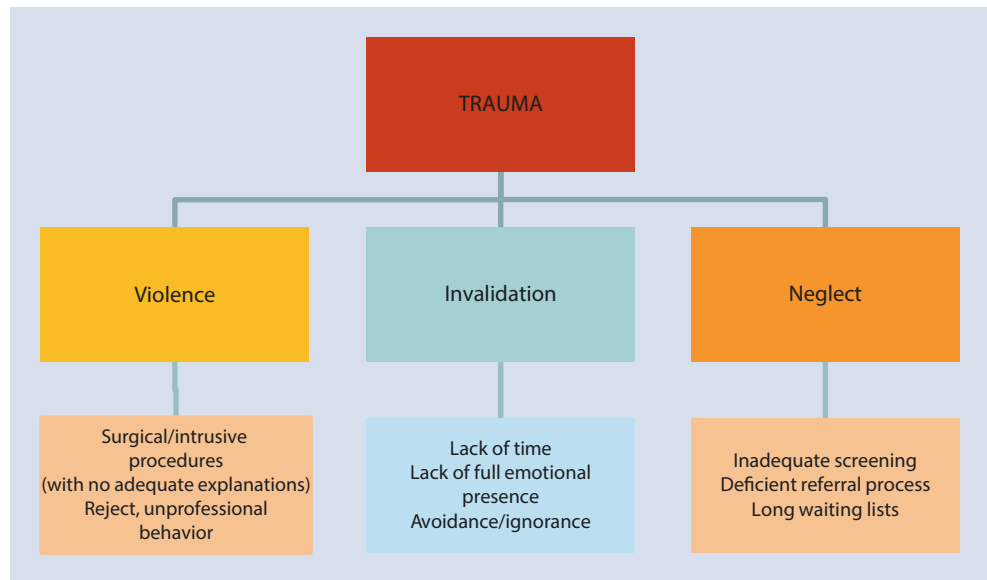 TRAUMA
Violence
Invalidation
Neglect
Surgical/intrusive
procedures
(with no adequate explanations)
Reject, unprofessional
behavior
Lack of time
Lack of full emotional
presence
Avoidance/ignorance
Inadequate screening
Deficient referral process
Long waiting lists